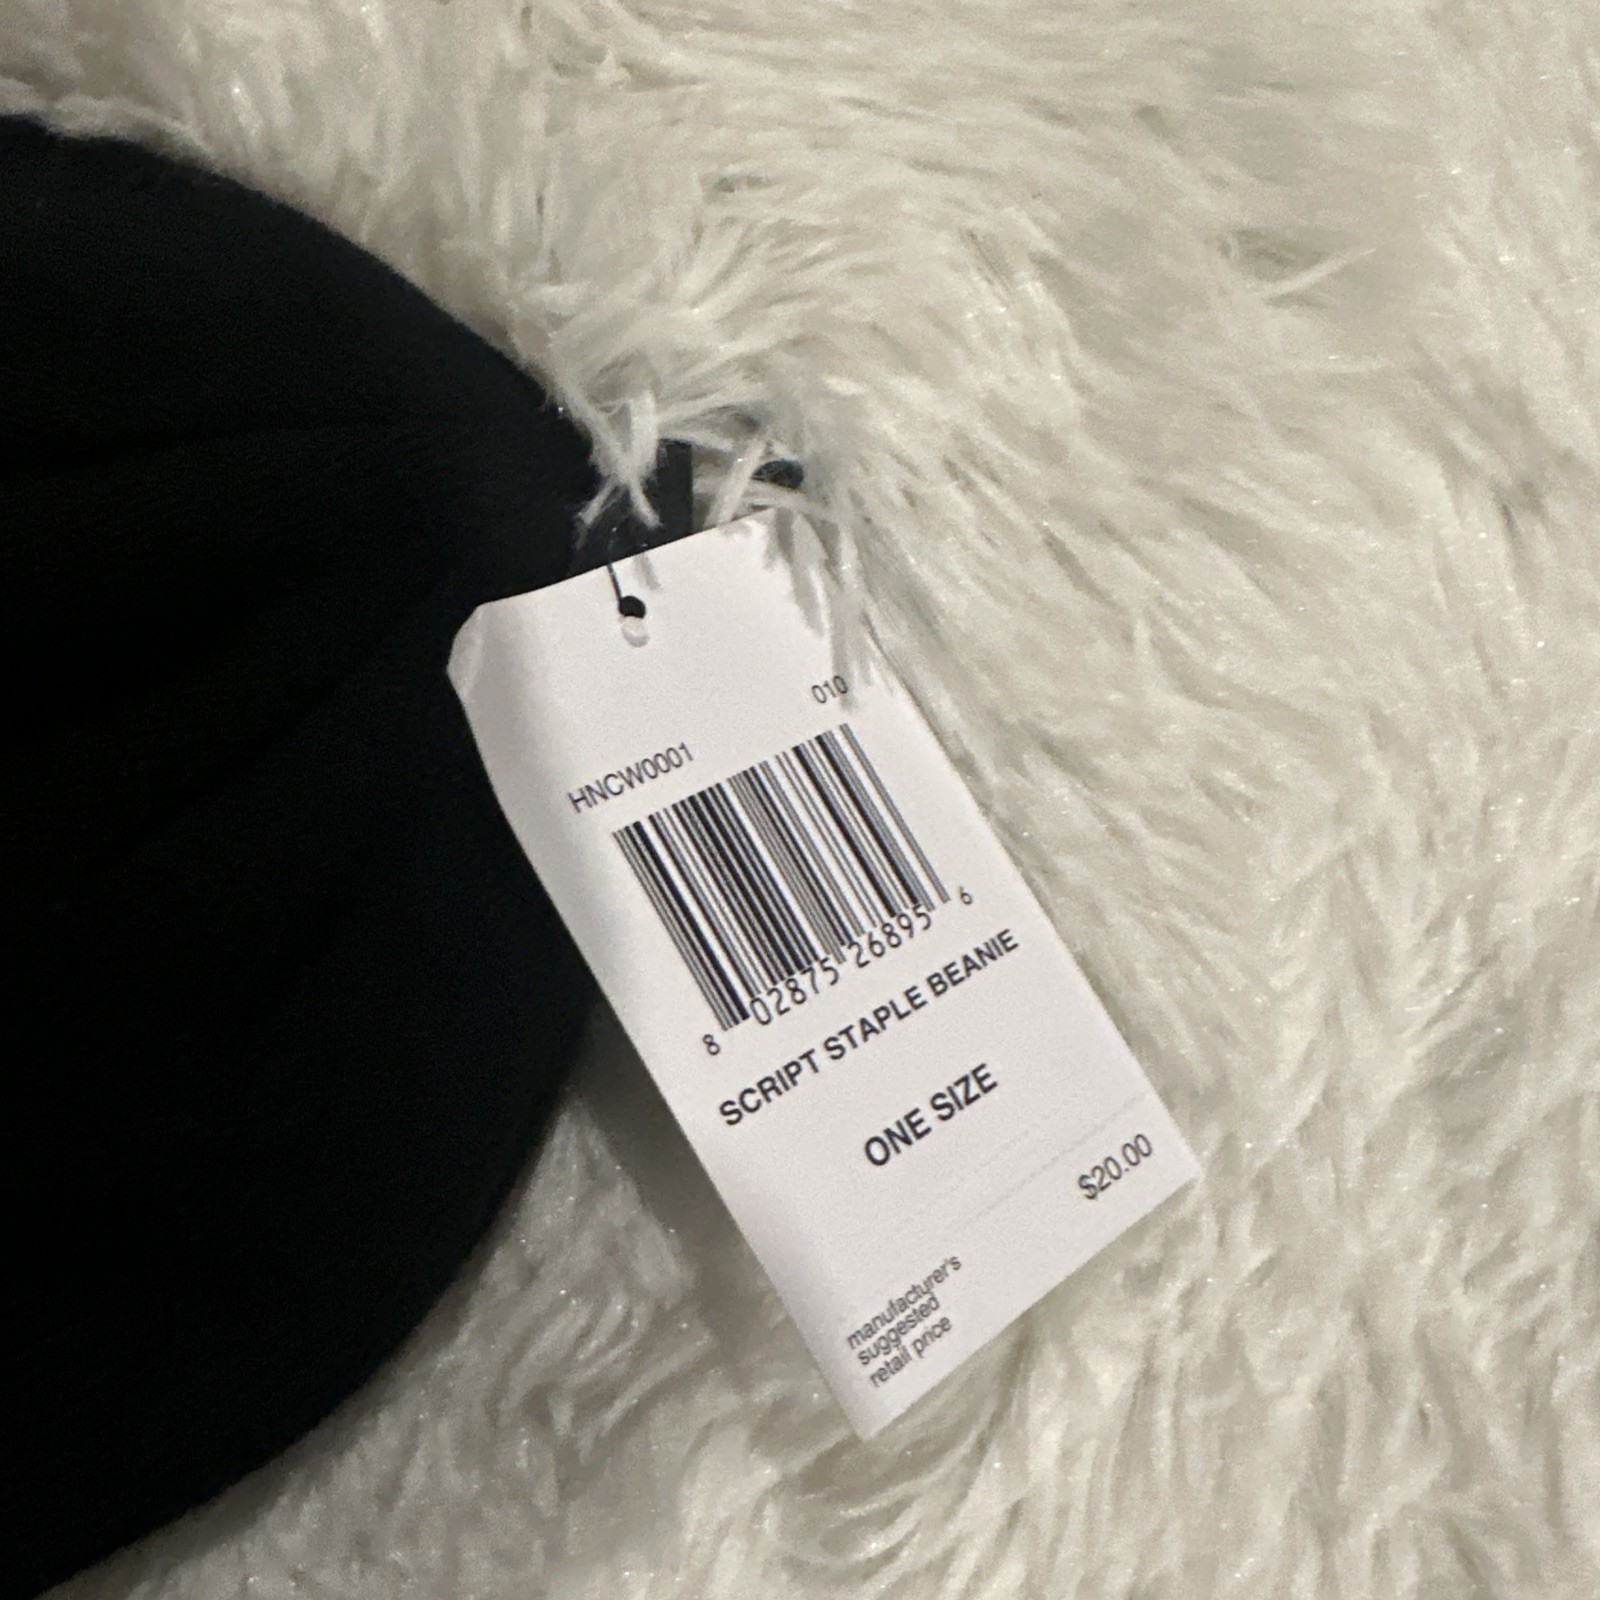 010
HNCW0001
8 02875 26895 6
SCRIPT STAPLE BEANIE
ONE SIZE
$20.00
manufacturer's
suggested
retail price